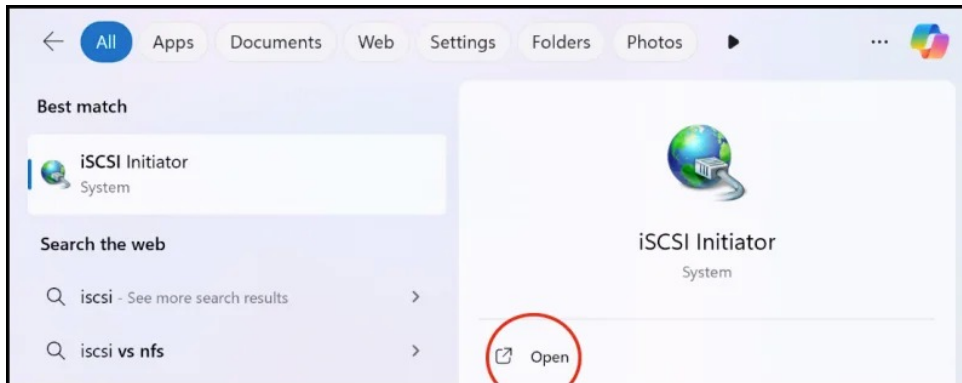 All Apps Documents Web Settings Folders Photos
Best match
iSCSI Initiator
System
Search the web
iscsi - See more search results
iscsi vs nfs
iSCSI Initiator
System
Open